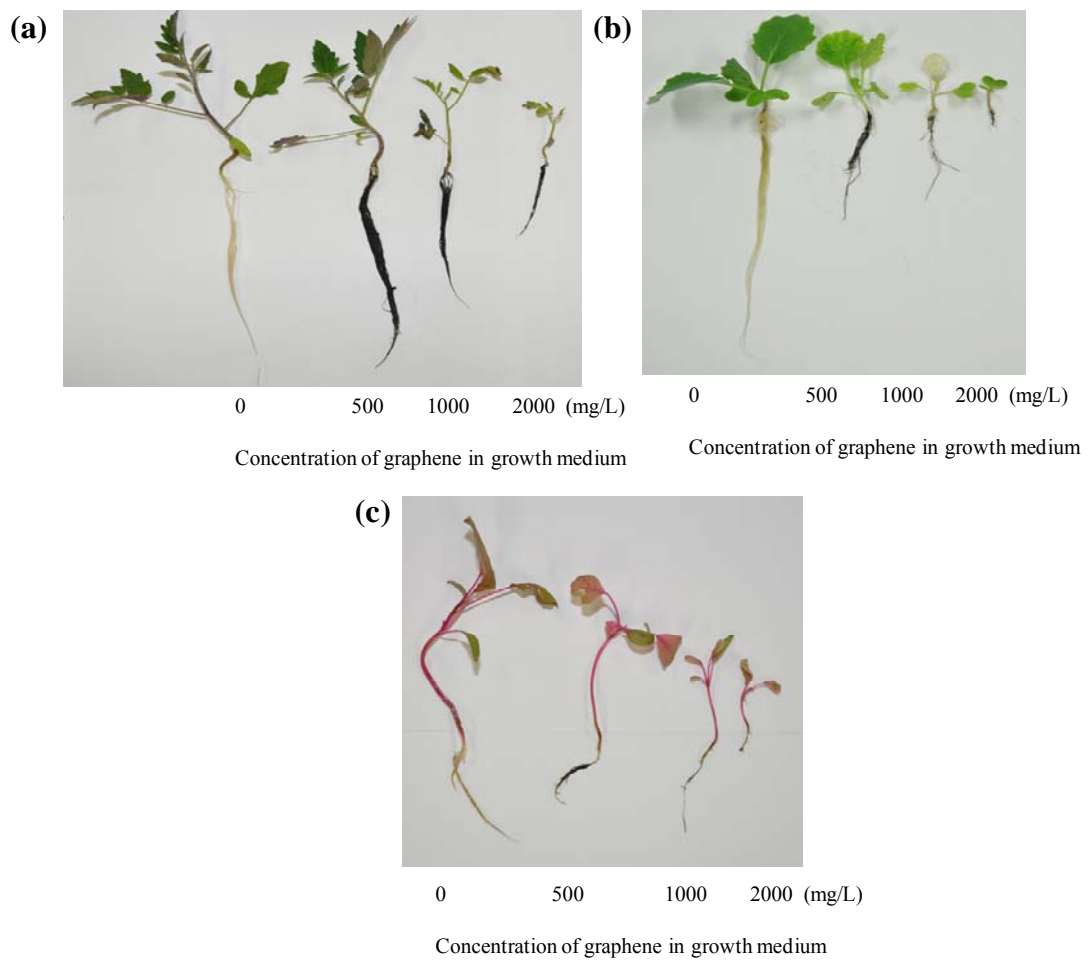 (a)
(b)
0 500 1000 2000 (mg/L)
Concentration of graphene in growth medium
0 500 1000 2000 (mg/L)
Concentration of graphene in growth medium
(c)
0 500 1000 2000 (mg/L)
Concentration of graphene in growth medium